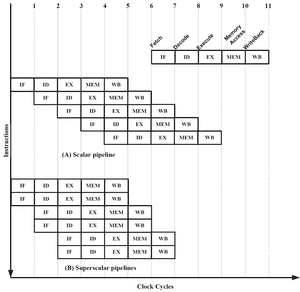 1 2 3 4 5 6 7 8 9 10 11
Fetch Decode Execute Memory Access WriteBack
IF ID EX MEM WB
IF ID EX MEM WB
IF ID EX MEM WB
IF ID EX MEM WB
IF ID EX MEM WB
IF ID EX MEM WB
(A) Scalar pipeline
Instructions
IF ID EX MEM WB
IF ID EX MEM WB
IF ID EX MEM WB
IF ID EX MEM WB
IF ID EX MEM WB
IF ID EX MEM WB
(B) Superscalar pipelines
Clock Cycles